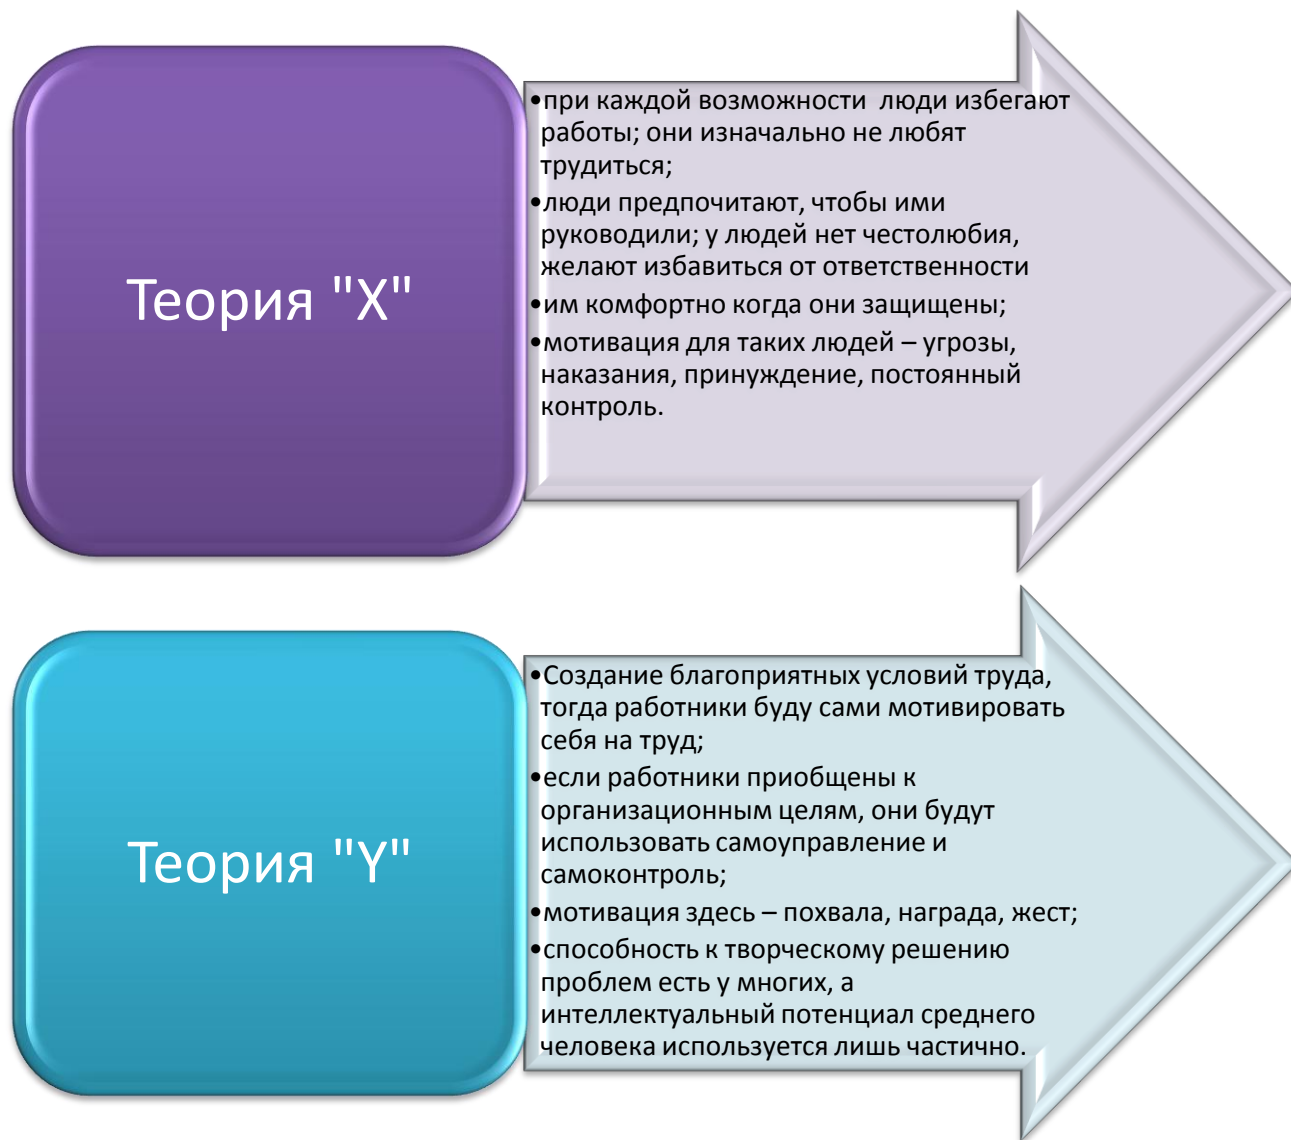 Теория "X"
•при каждой возможности  люди избегают
работы; они изначально не любят
трудиться;
•люди предпочитают, чтобы ими
руководили; у людей нет честолюбия,
желают избавиться от ответственности
•им комфортно когда они защищены;
•мотивация для таких людей – угрозы,
наказания, принуждение, постоянный
контроль.
Теория "Y"
•Создание благоприятных условий труда,
тогда работники буду сами мотивировать
себя на труд;
•если работники приобщены к
организационным целям, они будут
использовать самоуправление и
самоконтроль;
•мотивация здесь – похвала, награда, жест;
•способность к творческому решению
проблем есть у многих, а
интеллектуальный потенциал среднего
человека используется лишь частично.